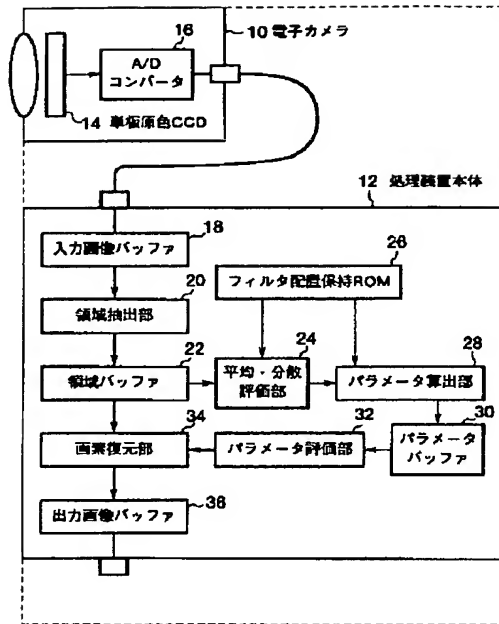 10 電子カメラ
16
A/D
コンバータ
14 単板原色CCD
12 処理装置本体
入力画像バッファ
18
フィルタ配置保持ROM
26
領域抽出部
20
領域バッファ
22
平均・分散
評価部
24
パラメータ算出部
28
画素復元部
34
パラメータ評価部
32
パラメータ
バッファ
30
出力画像バッファ
36